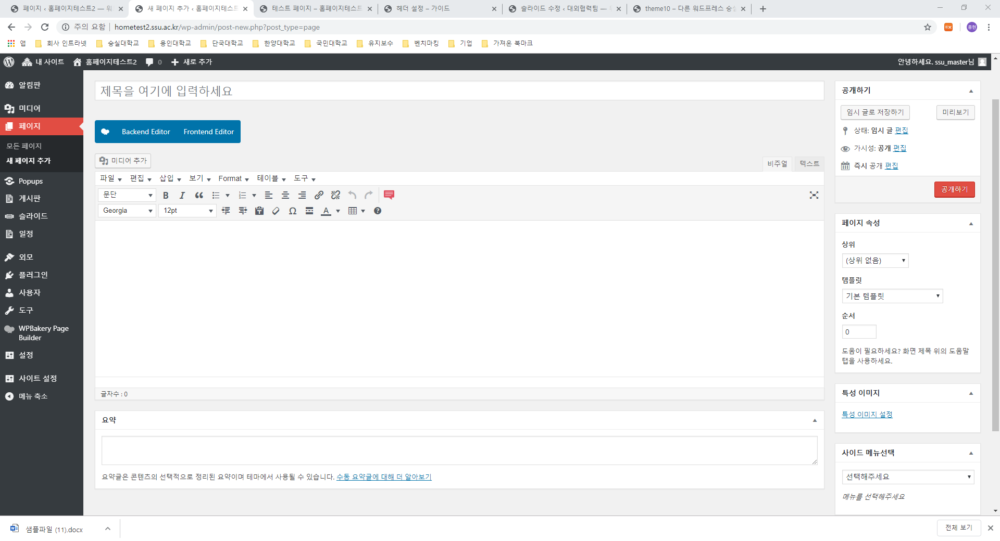 페이지 ‹ 홈페이지테스트2 — 워
새 페이지 추가 ‹ 홈페이지테스트
테스트 페이지 – 홈페이지테스트
헤더 설정 – 가이드
슬라이드 수정 ‹ 대외협력팀 —
theme10 – 다른 워드프레스 숭실
주의 요함
hometest2.ssu.ac.kr/wp-admin/post-new.php?post_type=page
종현
앱
회사 인트라넷
숭실대학교
용인대학교
단국대학교
한양대학교
국민대학교
유지보수
벤치마킹
기업
가져온 북마크
내 사이트
홈페이지테스트2
0
새로 추가
안녕하세요. ssu_master님
알림판
미디어
페이지
모든 페이지
새 페이지 추가
Popups
게시판
슬라이드
일정
외모
플러그인
사용자
도구
WPBakery Page
Builder
설정
사이트 설정
메뉴 축소
제목을 여기에 입력하세요
Backend Editor
Frontend Editor
미디어 추가
비주얼
텍스트
파일
편집
삽입
보기
Format
테이블
도구
문단
Georgia
12pt
글자수 : 0
요약
요약글은 콘텐츠의 선택적으로 정리된 요약이며 테마에서 사용될 수 있습니다. 수동 요약글에 대해 더 알아보기
공개하기
임시 글로 저장하기
미리보기
상태: 임시 글 편집
가시성: 공개 편집
즉시 공개 편집
공개하기
페이지 속성
상위
(상위 없음)
템플릿
기본 템플릿
순서
0
도움이 필요하세요? 화면 제목 위의 도움말
탭을 사용하세요.
특성 이미지
특성 이미지 설정
사이드 메뉴선택
선택해주세요
메뉴를 선택해주세요
샘플파일 (11).docx
전체 보기